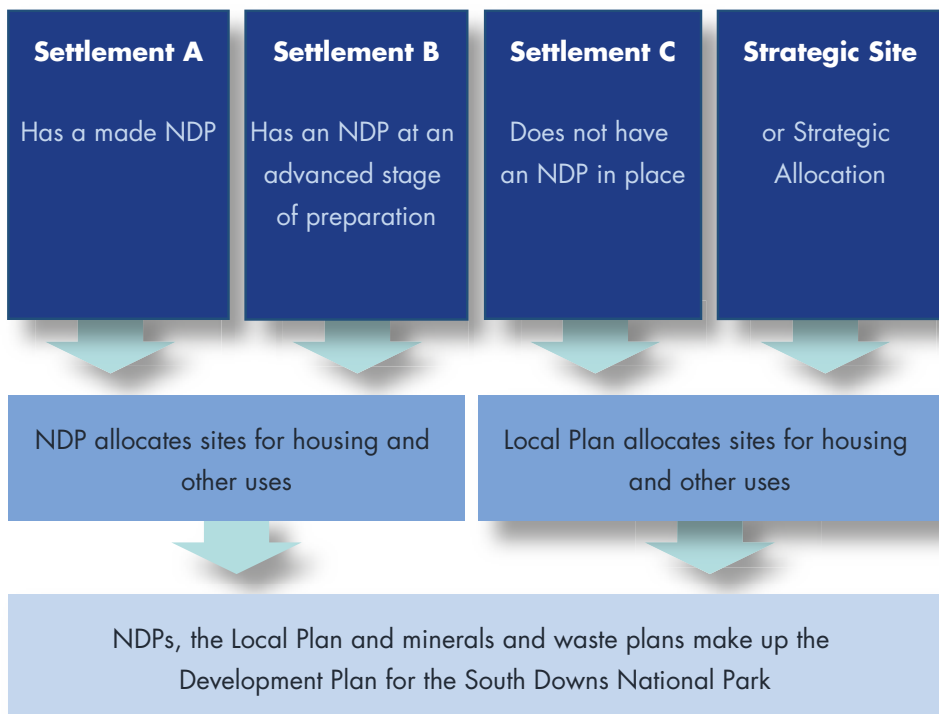 Settlement A
Has a made NDP
Settlement B
Has an NDP at an
advanced stage
of preparation
Settlement C
Does not have
an NDP in place
Strategic Site
or Strategic
Allocation
NDP allocates sites for housing and
other uses
Local Plan allocates sites for housing
and other uses
NDPs, the Local Plan and minerals and waste plans make up the
Development Plan for the South Downs National Park